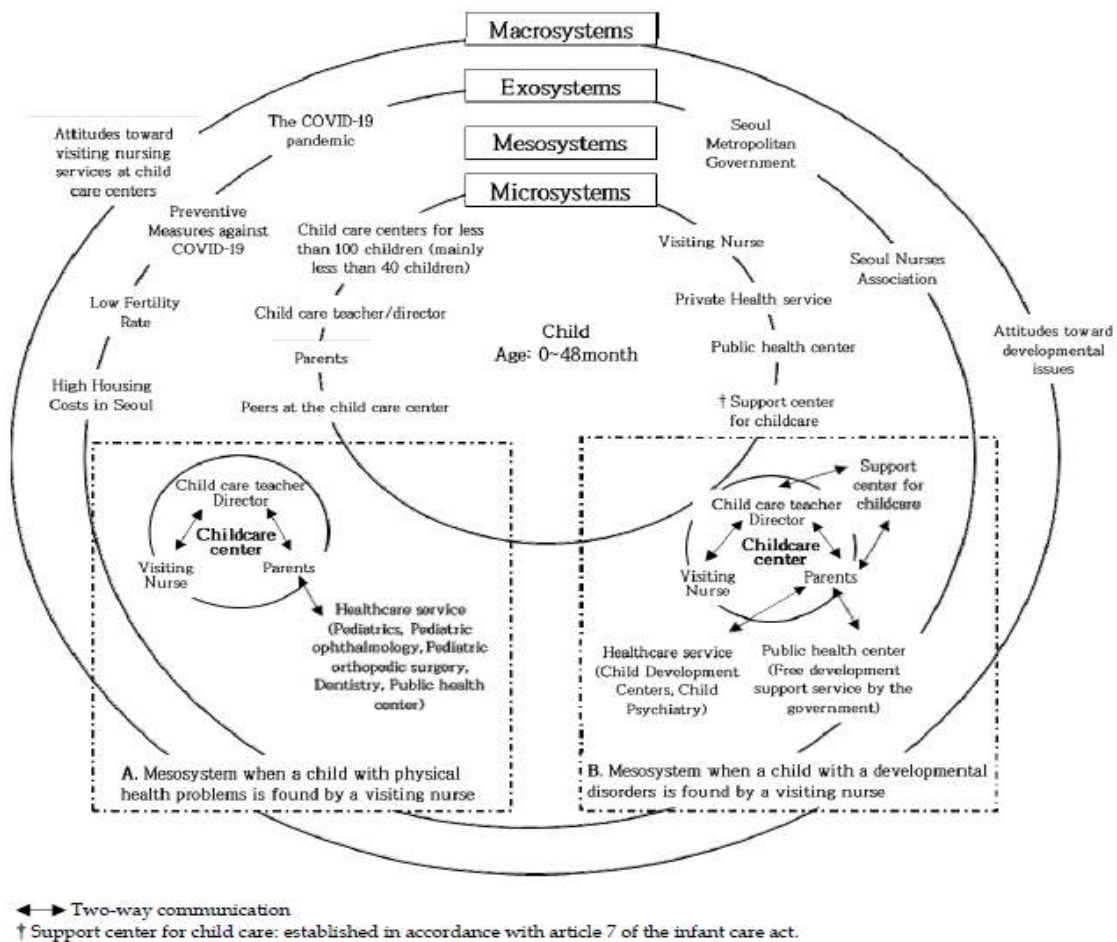 Macrosystems
Exosystems
Mesosystems
Microsystems
Attitudes toward
visiting nursing
services at child
care centers
The COVID-19
pandemic
Seoul
Metropolitan
Government
Preventive
Measures against
COVID-19
Child care centers for less
than 100 children (mainly
less than 40 children)
Visiting Nurse
Seoul Nurses
Association
Low Fertility
Rate
Child care teacher/director
Private Health service
Child
Age: 0~48month
Attitudes toward
developmental
issues
Parents
Public health center
High Housing
Costs in Seoul
Peers at the child care center
† Support center
for childcare
Child care teacher
Director
Childcare
center
Visiting
Nurse
Parents
Healthcare service
(Pediatrics, Pediatric
ophthalmology, Pediatric
orthopedic surgery,
Dentistry, Public health
center)
A. Mesosystem when a child with physical
health problems is found by a visiting nurse
Support
center for
childcare
Child care teacher
Director
Childcare
center
Visiting
Nurse
Parents
Healthcare service
(Child Development
Centers, Child
Psychiatry)
Public health center
(Free development
support service by the
government)
B. Mesosystem when a child with a developmental
disorders is found by a visiting nurse
Two-way communication
† Support center for child care: established in accordance with article 7 of the infant care act.